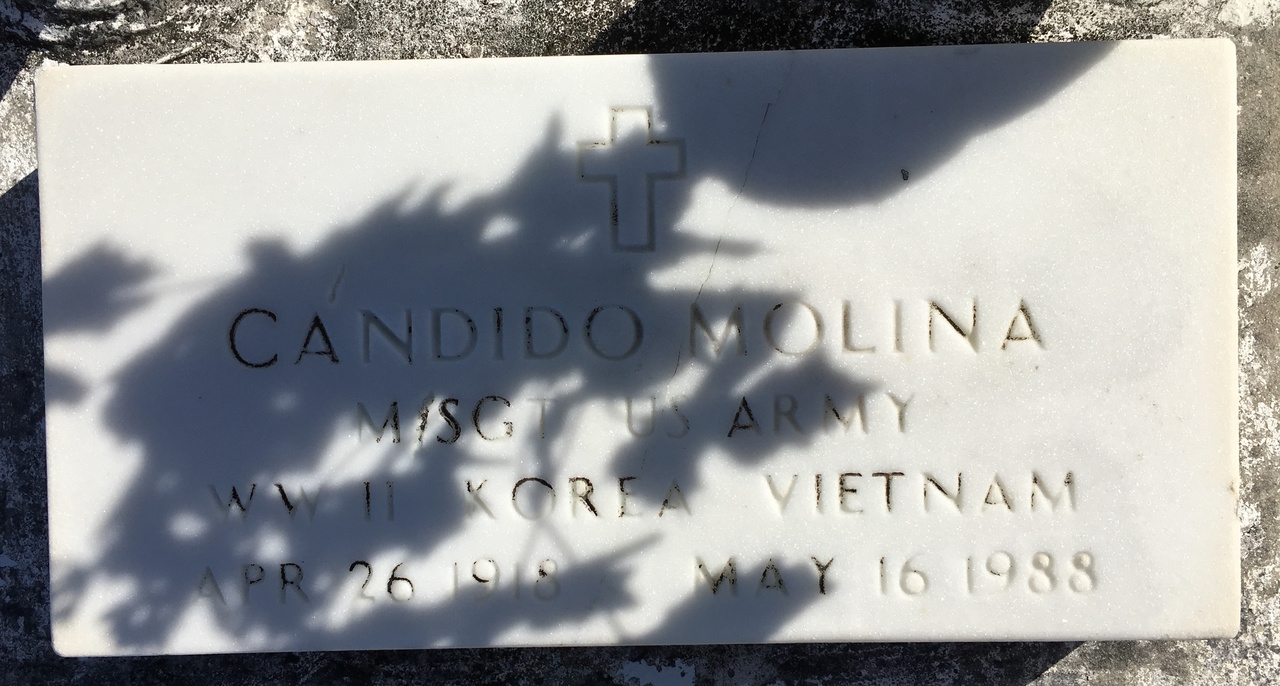 CANDIDO MOLINA
M/SGT US ARMY
WW II KOREA VIETNAM
APR 26 1918 MAY 16 1988